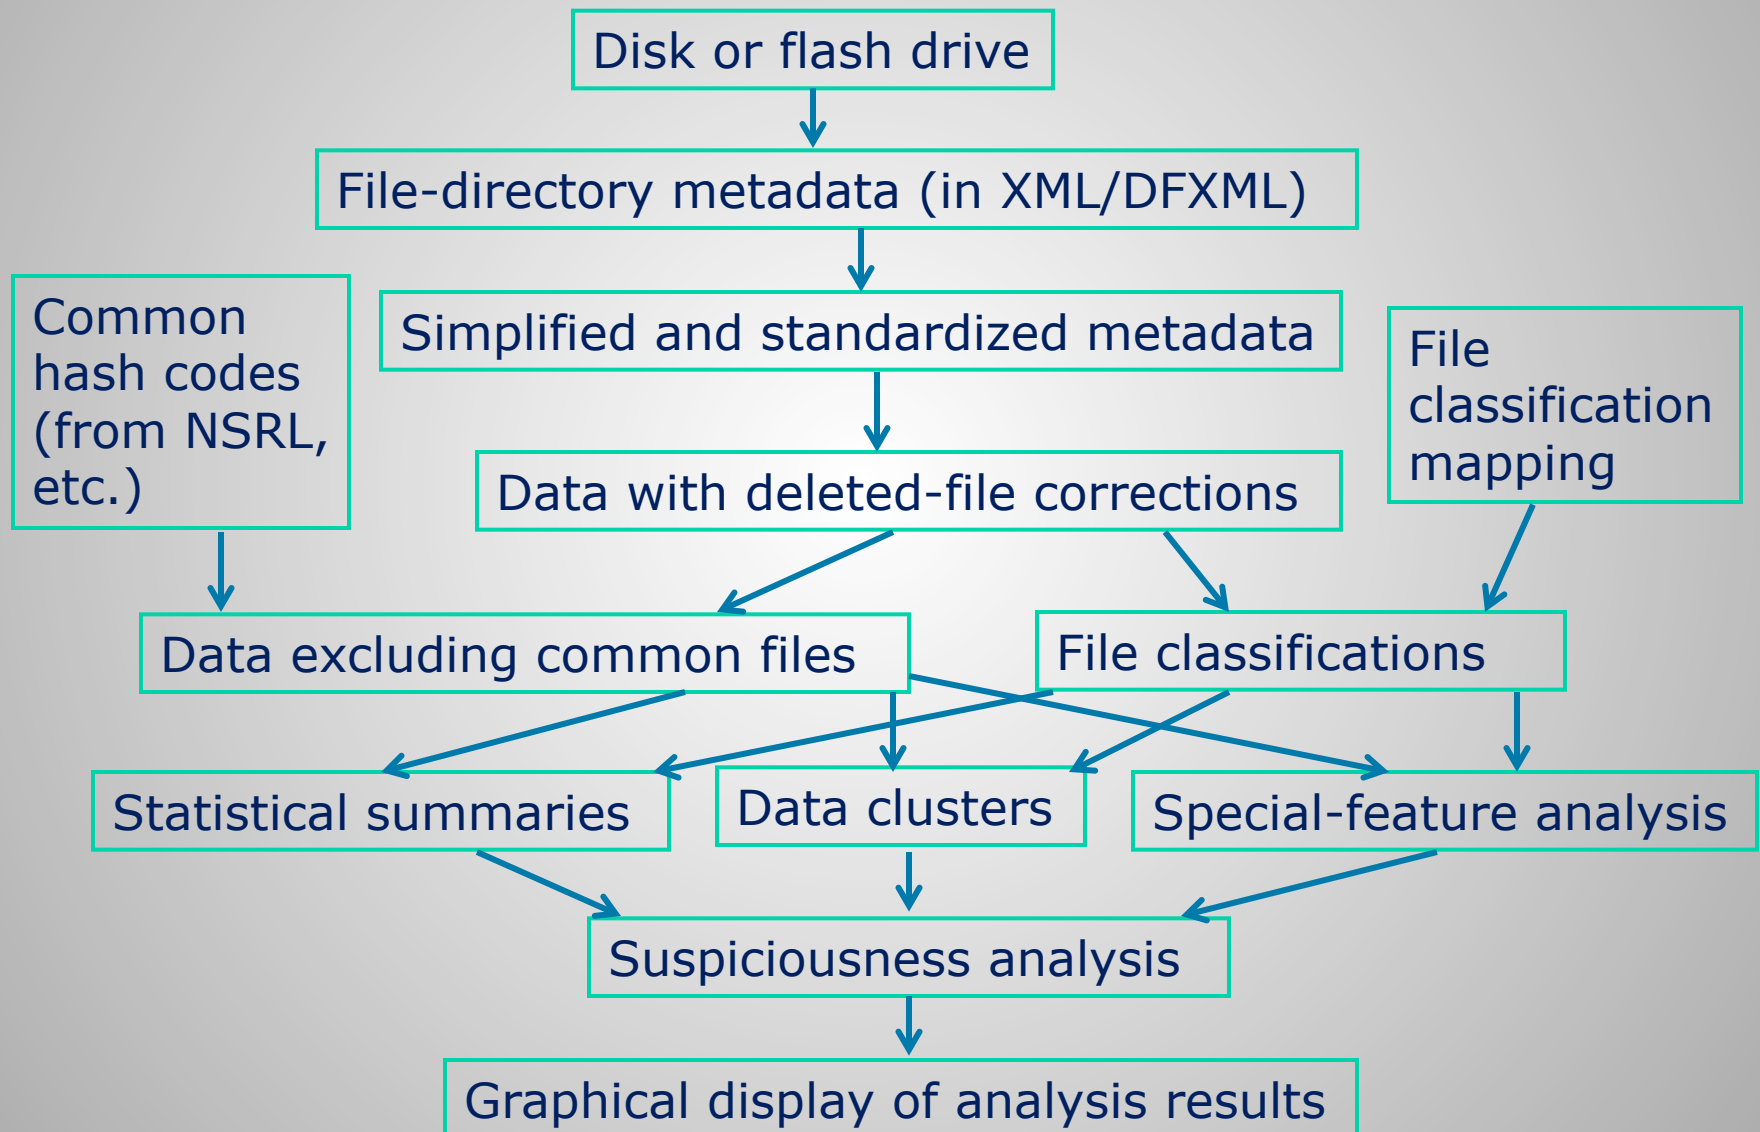 Disk or flash drive
File-directory metadata (in XML/DFXML)
Common
hash codes
(from NSRL,
etc.)
Simplified and standardized metadata
File
classification
mapping
Data with deleted-file corrections
Data excluding common files
File classifications
Statistical summaries
Data clusters
Special-feature analysis
Suspiciousness analysis
Graphical display of analysis results